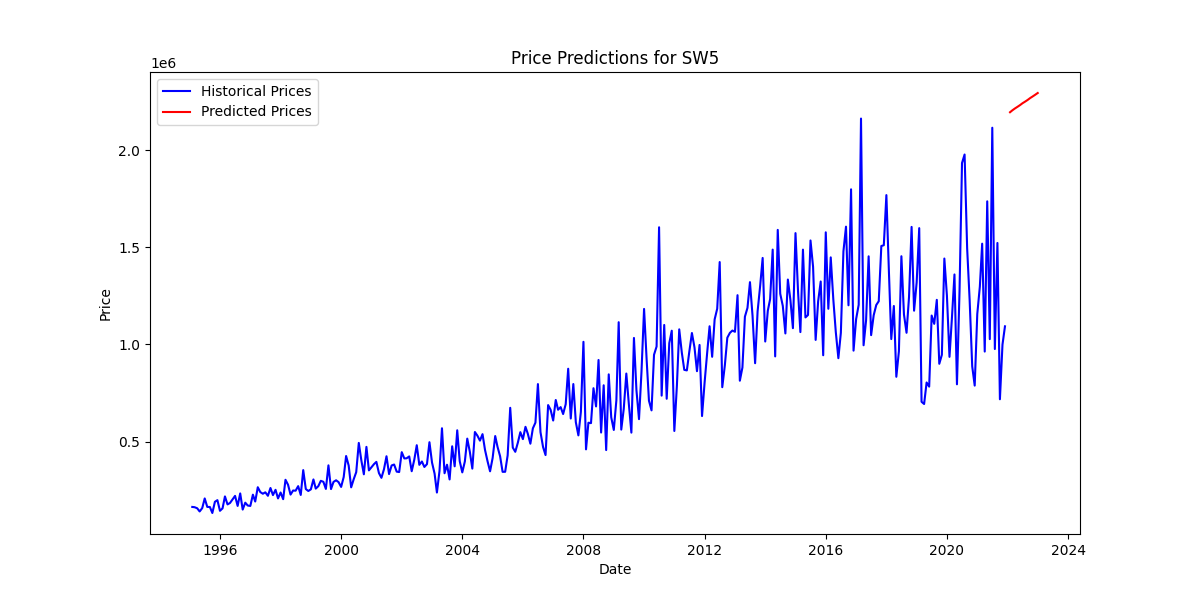 Price Predictions for SW5
1e6
Historical Prices
Predicted Prices
2.0
1.5
1.0
0.5
Price
1996 2000 2004 2008 2012 2016 2020 2024
Date